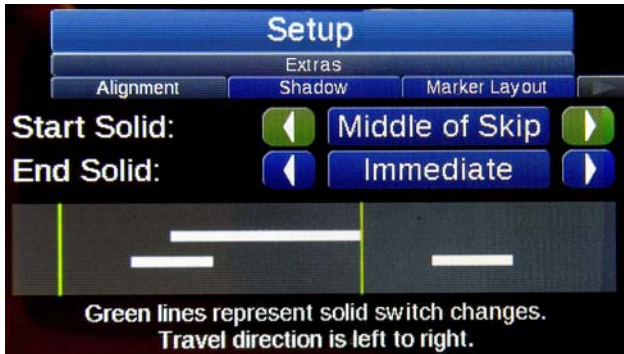 Setup
Extras
Alignment Shadow Marker Layout
Start Solid: Middle of Skip
End Solid: Immediate
Green lines represent solid switch changes.
Travel direction is left to right.